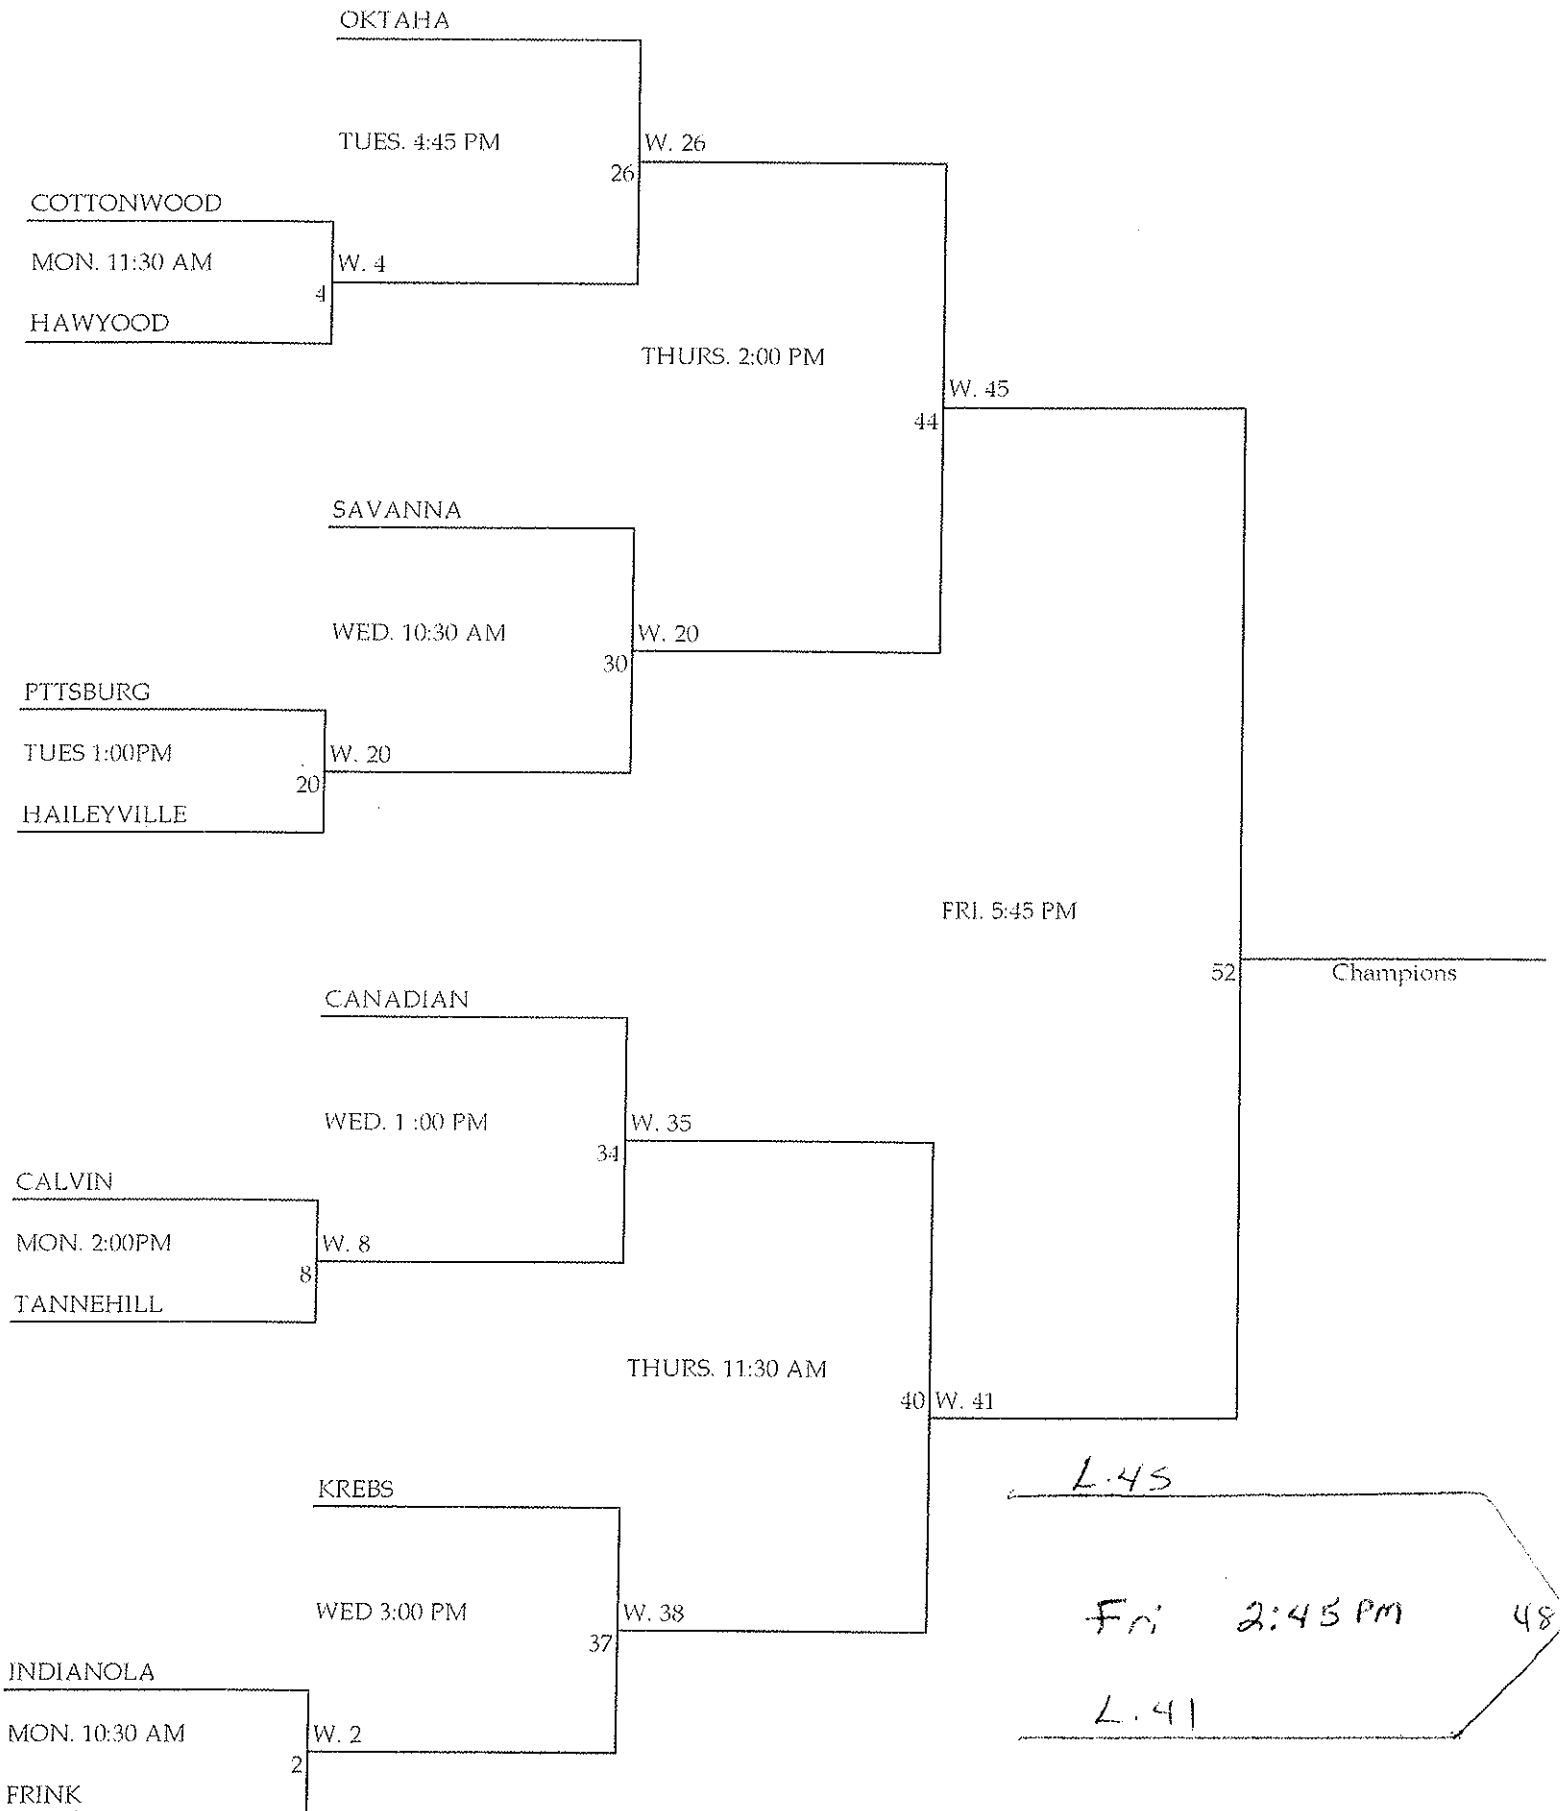 OKTAHA
TUES. 4:45 PM
W. 26
26
COTTONWOOD
MON. 11:30 AM
W. 4
4
HAWYOOD
THURS. 2:00 PM
W. 45
44
SAVANNA
WED. 10:30 AM
W. 20
30
PTTSBURG
TUES 1:00PM
W. 20
20
HAILEYVILLE
FRI. 5:45 PM
52
Champions
CANADIAN
WED. 1 :00 PM
W. 35
34
CALVIN
MON. 2:00PM
W. 8
8
TANNEHILL
THURS. 11:30 AM
40 W. 41
L.45
KREBS
WED 3:00 PM
W. 38
37
Fri 2:45 PM 48
INDIANOLA
MON. 10:30 AM
W. 2
2
L.41
FRINK